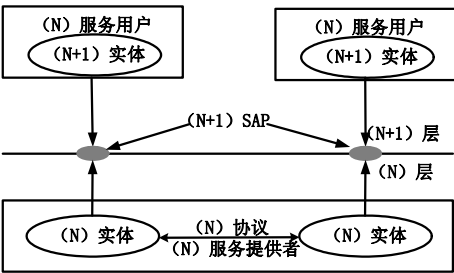 （N）服务用户
（N）服务用户
（N+1）实体
（N+1）实体
（N+1）SAP
（N+1）层
（N）层
（N）协议
（N）实体
（N）实体
（N）服务提供者